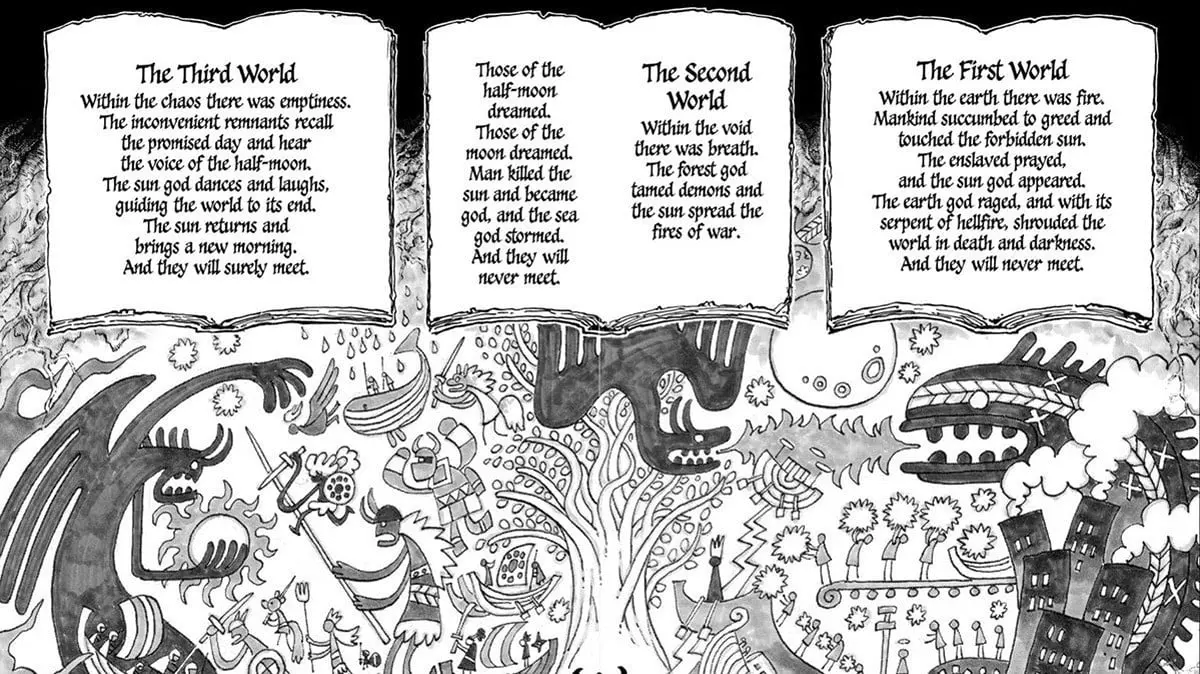 The First World
Within the earth there was fire.
Mankind succumbed to greed and
touched the forbidden sun.
The enslaved prayed,
and the sun god appeared.
The earth god raged, and with its
serpent of hellfire, shrouded the
world in death and darkness.
And they will never meet.
The Second
World
Within the void
there was breath.
The forest god
tamed demons and
the sun spread the
fires of war.
Those of the
half-moon
dreamed.
Those of the
moon dreamed.
Man killed the
sun and became
god, and the sea
god stormed.
And they will
never meet.
The Third World
Within the chaos there was emptiness.
The inconvenient remnants recall
the promised day and hear
the voice of the half-moon.
The sun god dances and laughs,
guiding the world to its end.
The sun returns and
brings a new morning.
And they will surely meet.